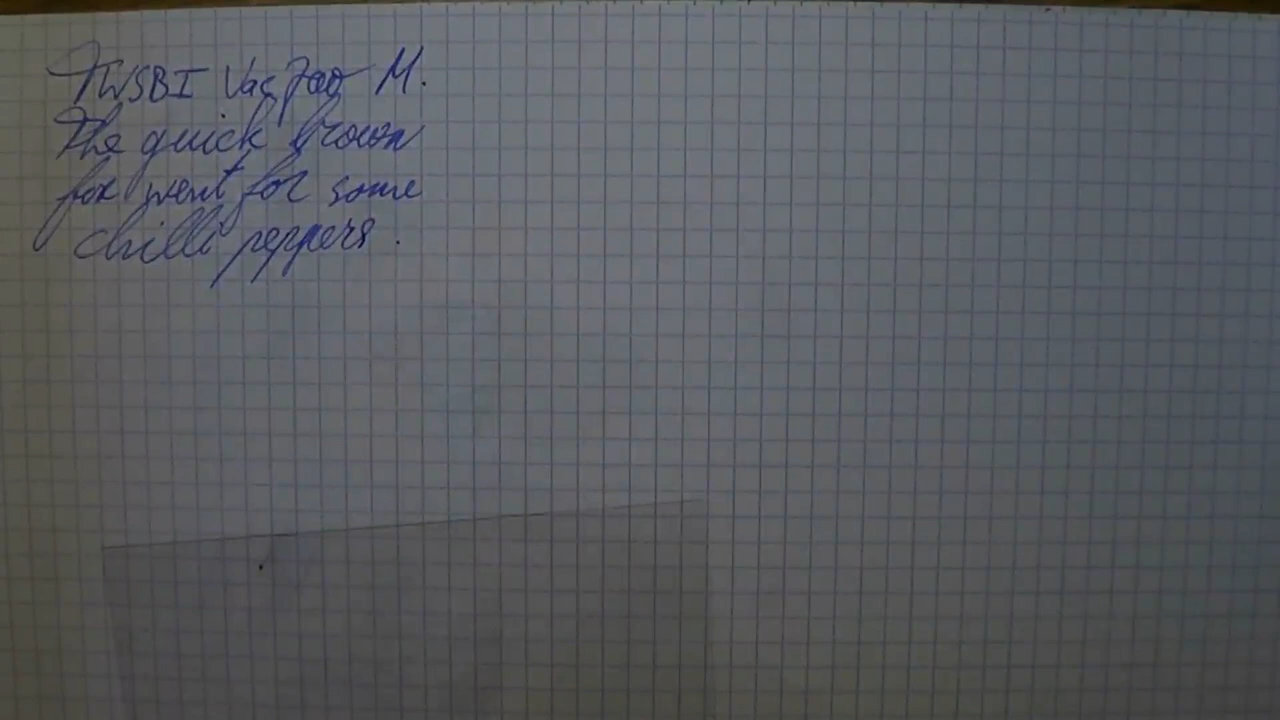 TWSBI Vac 700 M.
The quick brown
fox went for some
chilli peppers.